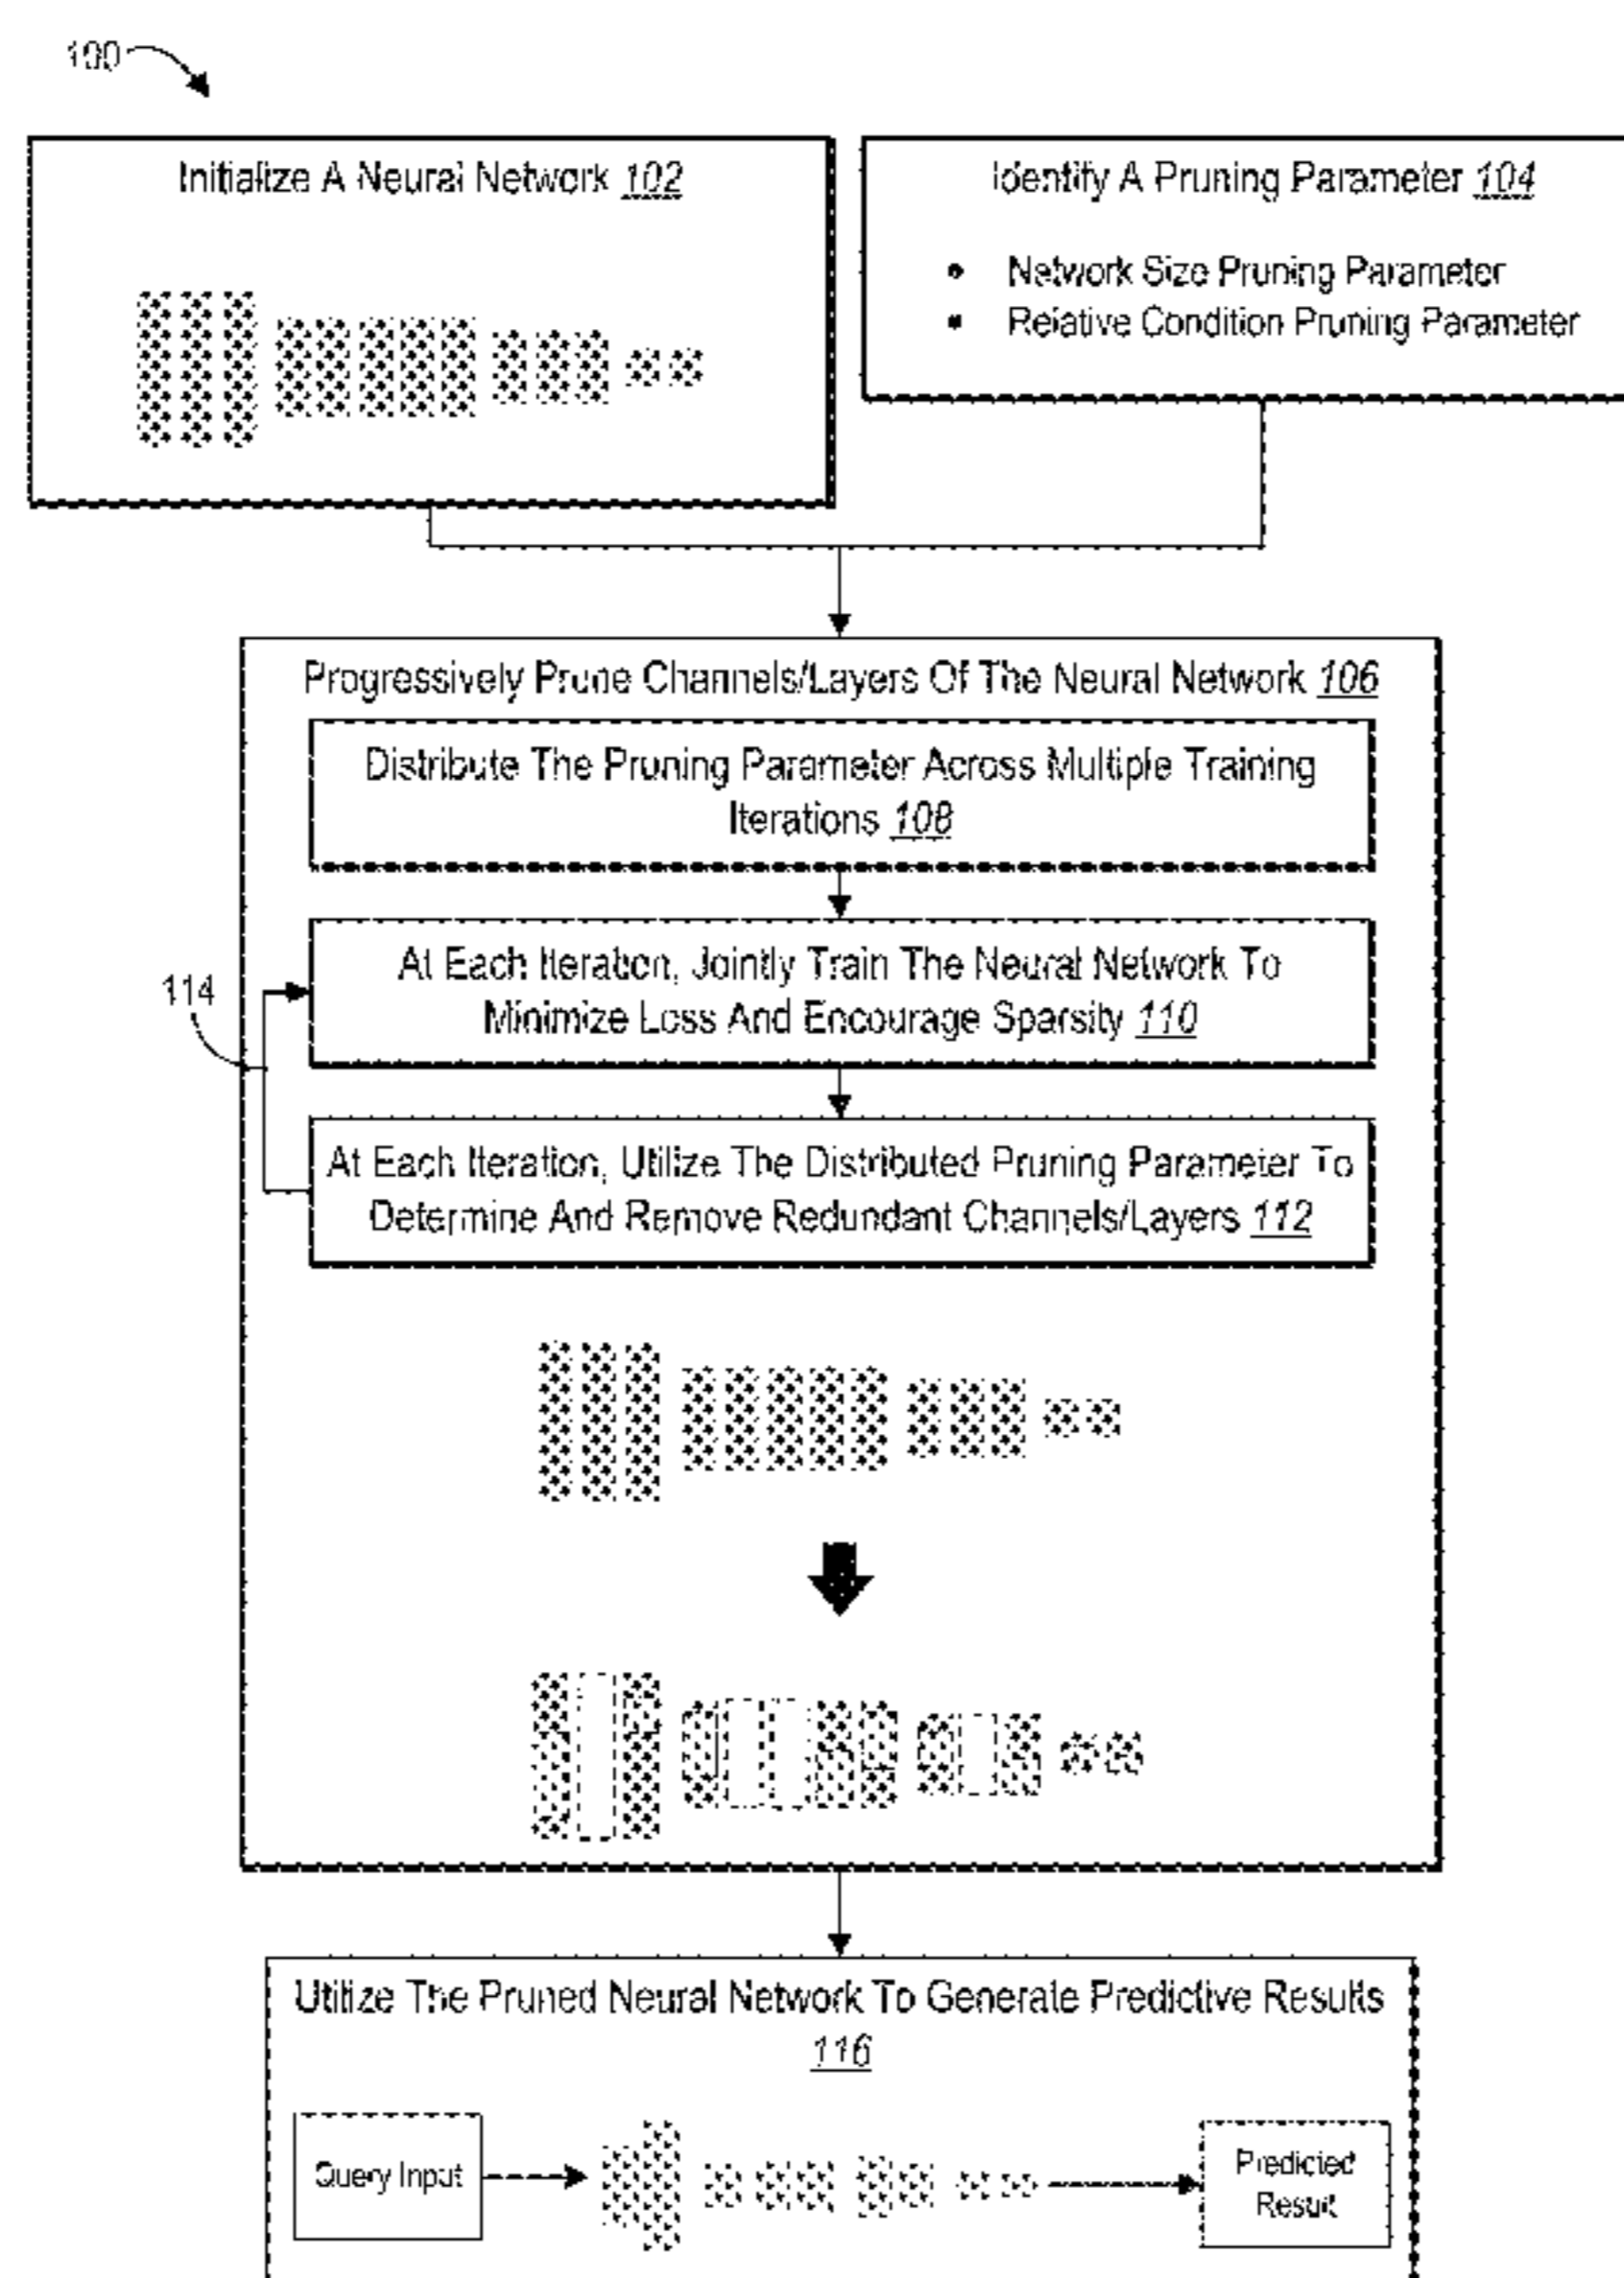 100
Initialize A Neural Network 102
Identify A Pruning Parameter 104
• Network Size Pruning Parameter
• Relative Condition Pruning Parameter
Progressively Prune Channels/Layers Of The Neural Network 106
Distribute The Pruning Parameter Across Multiple Training
Iterations 108
At Each Iteration, Jointly Train The Neural Network To
Minimize Loss And Encourage Sparsity 110
114
At Each Iteration, Utilize The Distributed Pruning Parameter To
Determine And Remove Redundant Channels/Layers 112
Utilize The Pruned Neural Network To Generate Predictive Results
116
Query Input
Predicted
Result